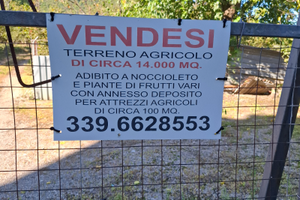 VENDESI
TERRENO AGRICOLO
DI CIRCA 14.000 MQ.
ADIBITO A NOCCIOLETO
E PIANTE DI FRUTTI VARI
CON ANNESSO DEPOSITO
PER ATTREZZI AGRICOLI
DI CIRCA 100 MQ.
339.6628553